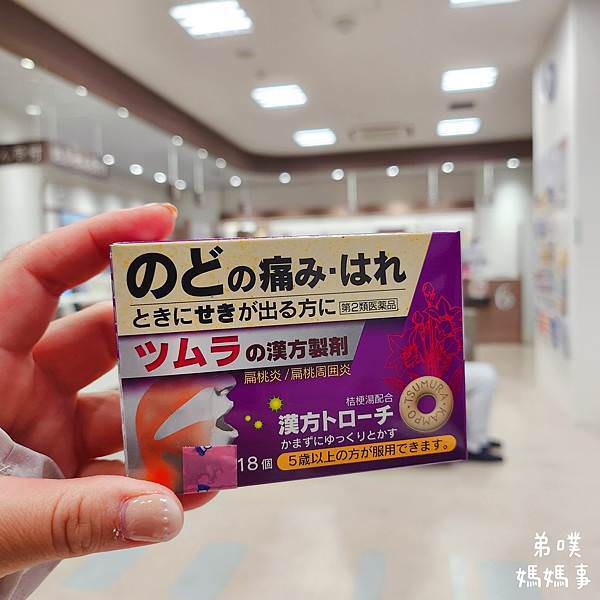 のどの痛み・はれ
ときにせきが出る方に 第2類医薬品
ツムラの漢方製剤
扁桃炎/扁桃周囲炎
桔梗湯配合
漢方トローチ
かまずにゆっくりとかす
18個 5歳以上の方が服用できます。
TSUMURA・KAMPO・
6
弟噗
媽媽事